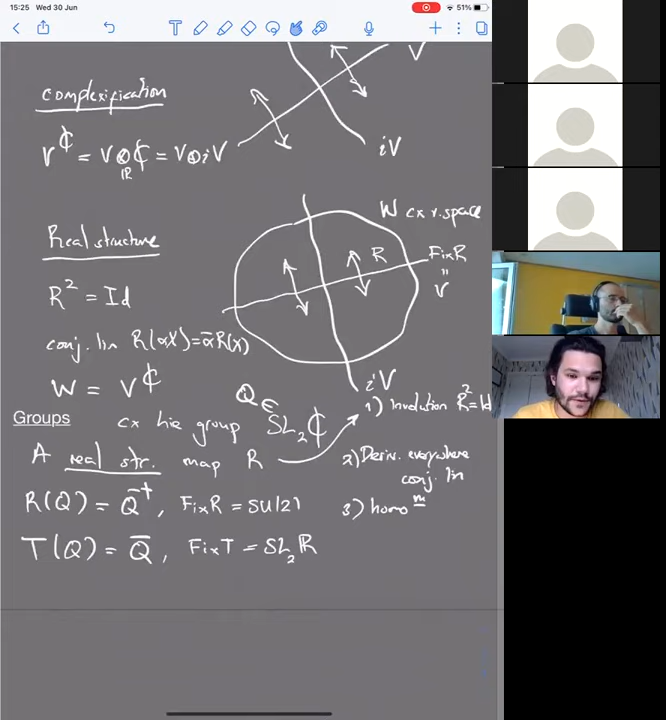 15:25 Wed 30 Jun
51%
V
complexification
V^ℂ = V ⊗_ℝ ℂ = V ⊕ iV
iV
W cx v.space
Real structure
R
Fix R
"
V
R² = Id
conj. lin R(αX) = ᾱR(X)
W = V^ℂ
iV
Groups
cx Lie group
Q ∈ SL₂ℂ
1) Involution R² = Id
A real str. map R
2) Deriv. everywhere conj. lin
R(Q) = Q̄^{-t}, Fix R = SU(2)
3) homo^m
T(Q) = Q̄, Fix T = SL₂ℝ